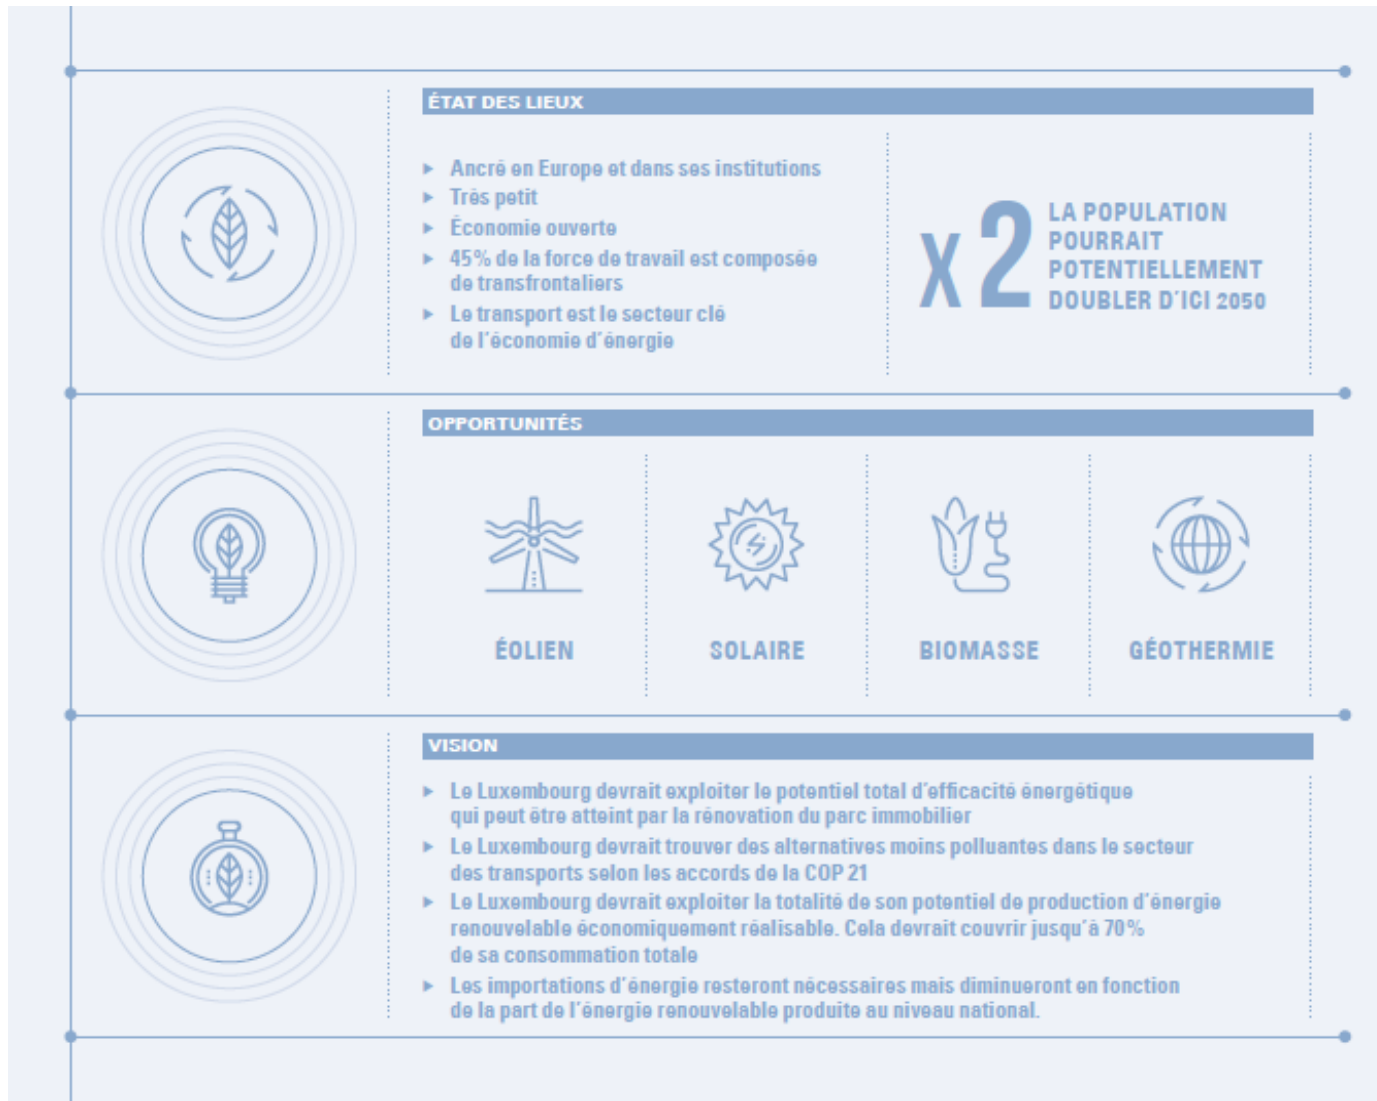 ÉTAT DES LIEUX
► Ancré en Europe et dans ses institutions
► Très petit
► Économie ouverte
► 45% de la force de travail est composée
de transfrontaliers
► Le transport est le secteur clé
de l'économie d'énergie
X2
LA POPULATION
POURRAIT
POTENTIELLEMENT
DOUBLER D'ICI 2050
OPPORTUNITÉS
ÉOLIEN
SOLAIRE
BIOMASSE
GÉOTHERMIE
VISION
► Le Luxembourg devrait exploiter le potentiel total d'efficacité énergétique
qui peut être atteint par la rénovation du parc immobilier
► Le Luxembourg devrait trouver des alternatives moins polluantes dans le secteur
des transports selon les accords de la COP 21
► Le Luxembourg devrait exploiter la totalité de son potentiel de production d'énergie
renouvelable économiquement réalisable. Cela devrait couvrir jusqu'à 70%
de sa consommation totale
► Les importations d'énergie resteront nécessaires mais diminueront en fonction
de la part de l'énergie renouvelable produite au niveau national.